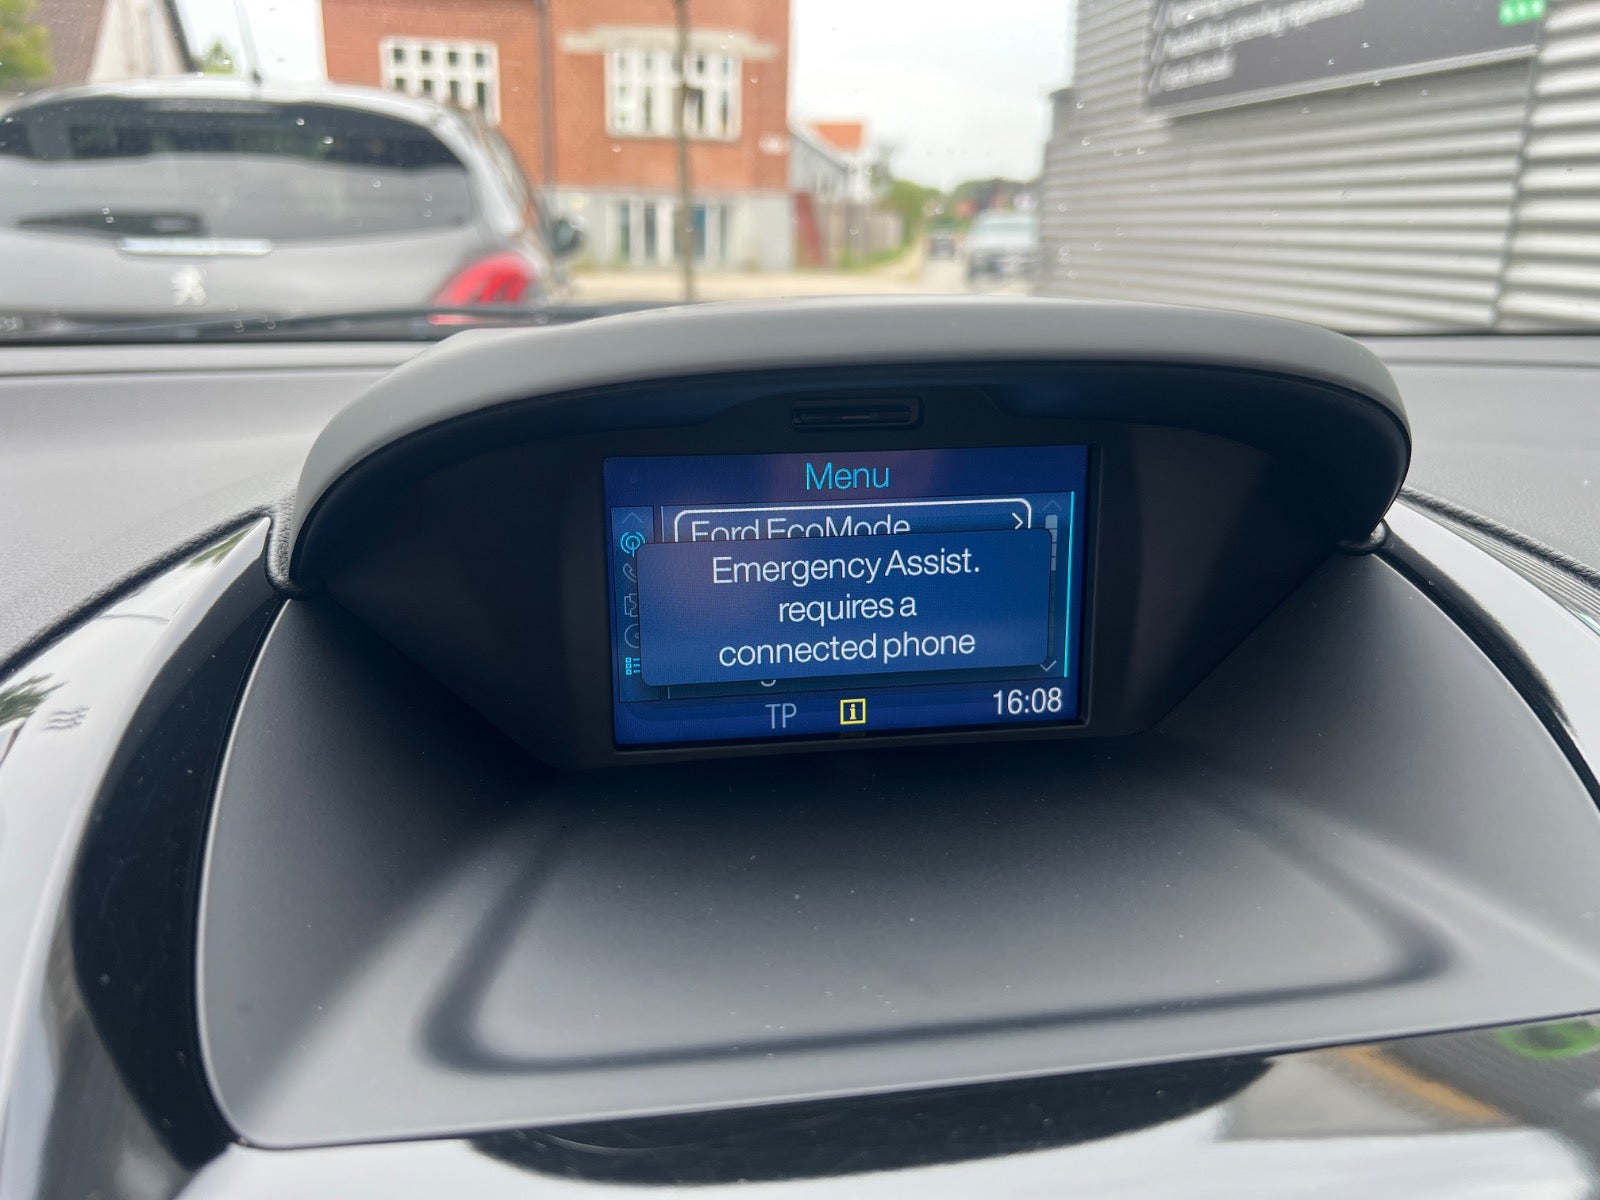 Menu
Ford EcoMode
Emergency Assist.
requires a
connected phone
TP
16:08